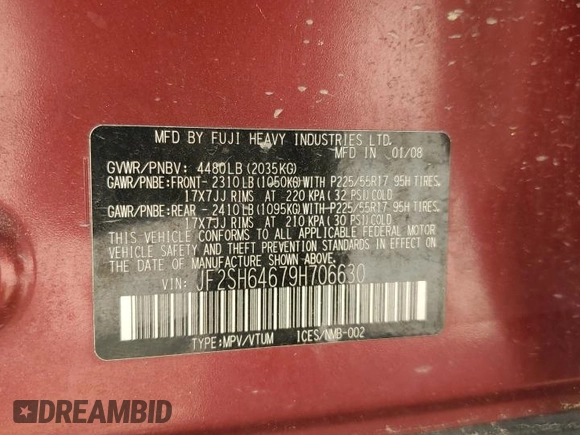 MFD BY FUJI HEAVY INDUSTRIES LTD.
MFD IN 01/08
GVWR/PNBV: 4480LB (2035KG)
GAWR/PNBE:FRONT-2310LB(1050KG)WITH P225/55R17 95H TIRES.
17X7JJ RIMS AT 220 KPA(32 PSI)COLD
GAWR/PNBE:REAR -2410LB(1095KG)WITH P225/55R17 95H TIRES.
17X7JJ RIMS AT 210 KPA(30 PSI)COLD
THIS VEHICLE CONFORMS TO ALL APPLICABLE FEDERAL MOTOR
VEHICLE SAFETY AND THEFT PREVENTION STANDARDS IN EFFECT
ON THE DATE OF MANUFACTURE SHOWN ABOVE.
VIN: JF2SH64679H706630
TYPE:MPV/VTUM ICES/NMB-002
DREAMBID